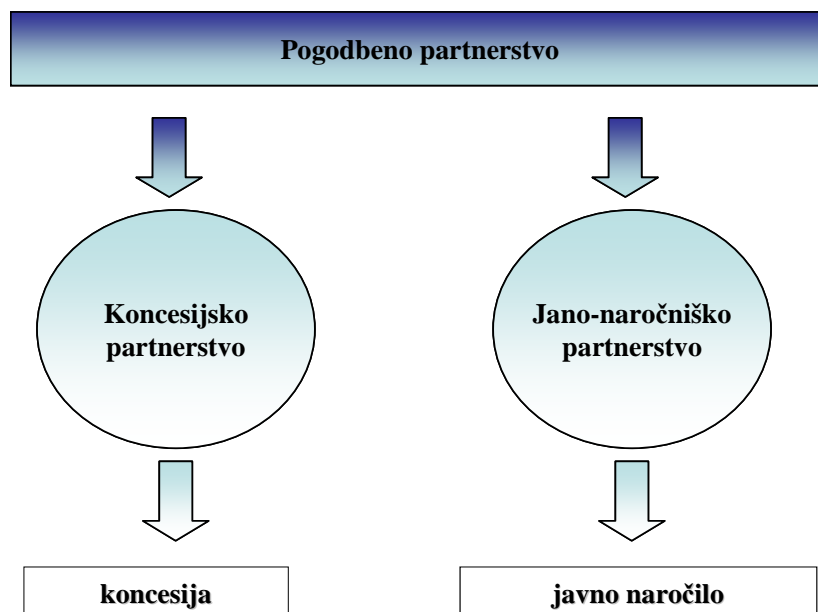 Pogodbeno partnerstvo
Koncesijsko
partnerstvo
Jano-naročniško
partnerstvo
koncesija
javno naročilo